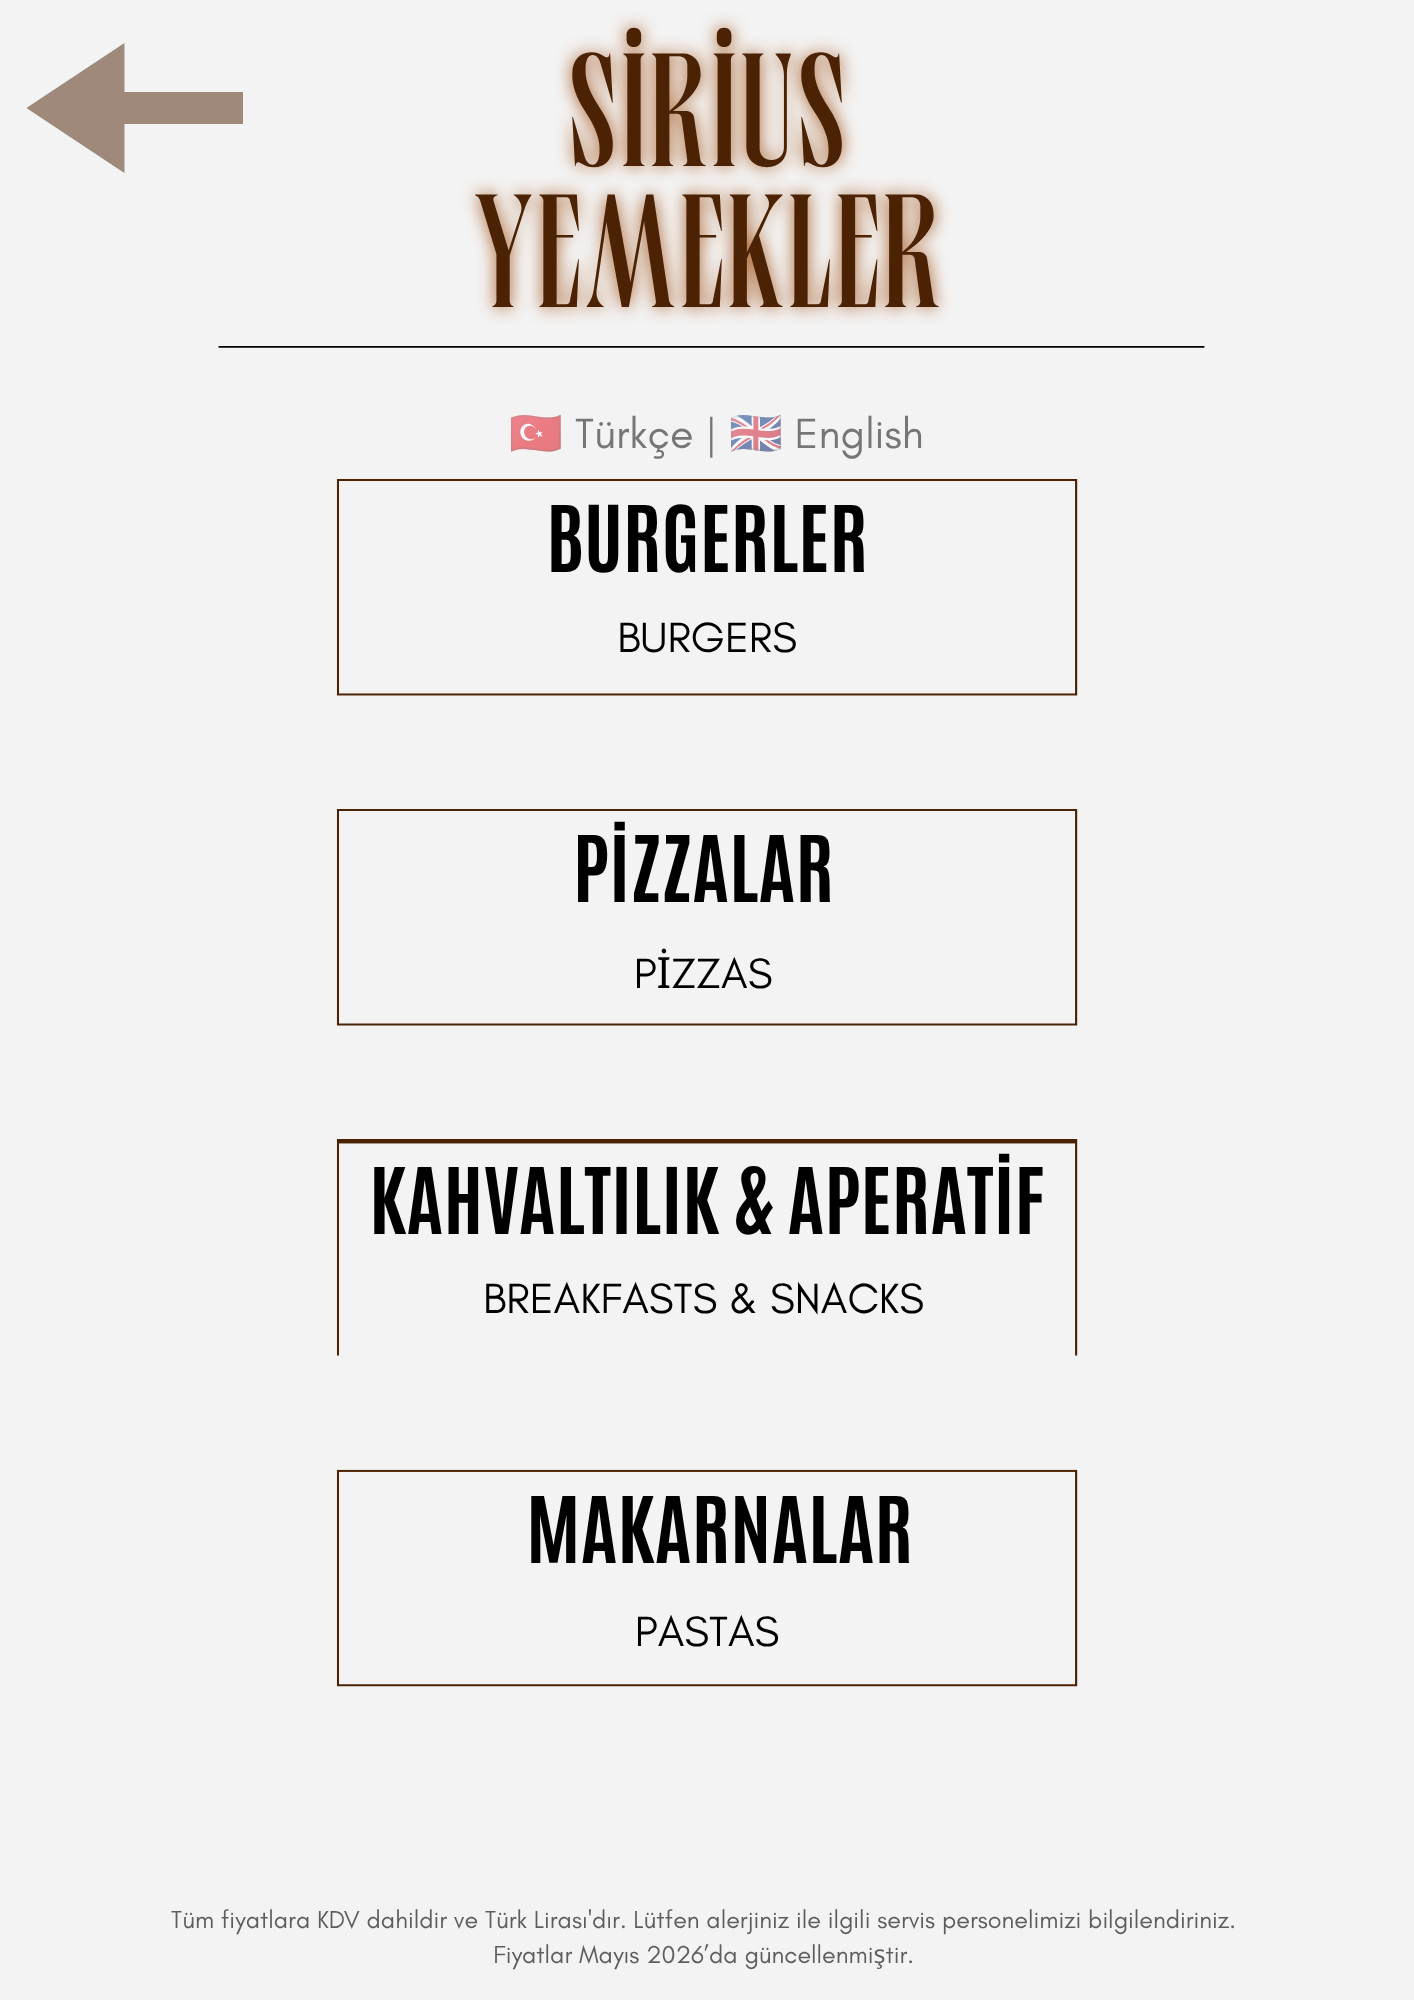 SİRİUS
YEMEKLER
🇹🇷 Türkçe | 🇬🇧 English
BURGERLER
BURGERS
PİZZALAR
PİZZAS
KAHVALTILIK & APERATİF
BREAKFASTS & SNACKS
MAKARNALAR
PASTAS
Tüm fiyatlara KDV dahildir ve Türk Lirası'dır. Lütfen alerjiniz ile ilgili servis personelimizi bilgilendiriniz.
Fiyatlar Mayıs 2026’da güncellenmiştir.